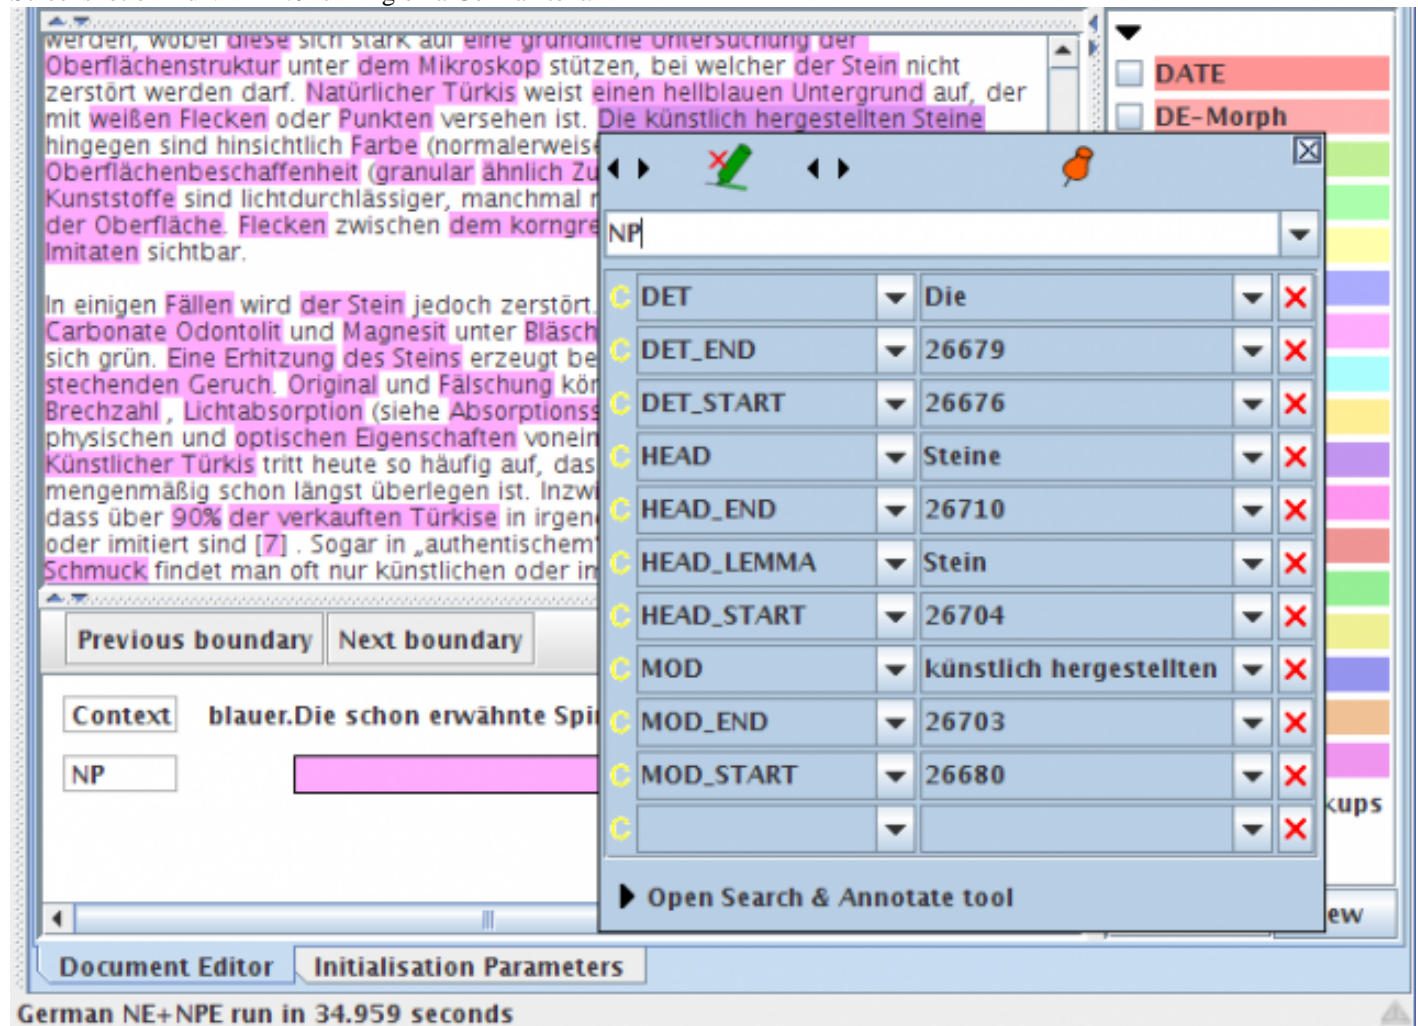 werden, wobei diese sich stark auf eine gründliche Untersuchung der
Oberflächenstruktur unter dem Mikroskop stützen, bei welcher der Stein nicht
zerstört werden darf. Natürlicher Türkis weist einen hellblauen Untergrund auf, der
mit weißen Flecken oder Punkten versehen ist. Die künstlich hergestellten Steine
hingegen sind hinsichtlich Farbe (normalerweise
Oberflächenbeschaffenheit (granular ähnlich Zu
Kunststoffe sind lichtdurchlässiger, manchmal
der Oberfläche. Flecken zwischen dem korngre
Imitaten sichtbar.
In einigen Fällen wird der Stein jedoch zerstört.
Carbonate Odontolit und Magnesit unter Bläsch
sich grün. Eine Erhitzung des Steins erzeugt be
stechenden Geruch. Original und Fälschung kön
Brechzahl , Lichtabsorption (siehe Absorptionss
physischen und optischen Eigenschaften vonein
Künstlicher Türkis tritt heute so häufig auf, das
mengenmäßig schon längst überlegen ist. Inzwi
dass über 90% der verkauften Türkise in irgen
oder imitiert sind [7] . Sogar in „authentischem"
Schmuck findet man oft nur künstlichen oder im
Previous boundary Next boundary
Context blauer.Die schon erwähnte Spi
NP
DATE
DE-Morph
NP
C DET Die
C DET_END 26679
C DET_START 26676
C HEAD Steine
C HEAD_END 26710
C HEAD_LEMMA Stein
C HEAD_START 26704
C MOD künstlich hergestellten
C MOD_END 26703
C MOD_START 26680
C
Open Search & Annotate tool
kups
ew
Document Editor Initialisation Parameters
German NE+NPE run in 34.959 seconds